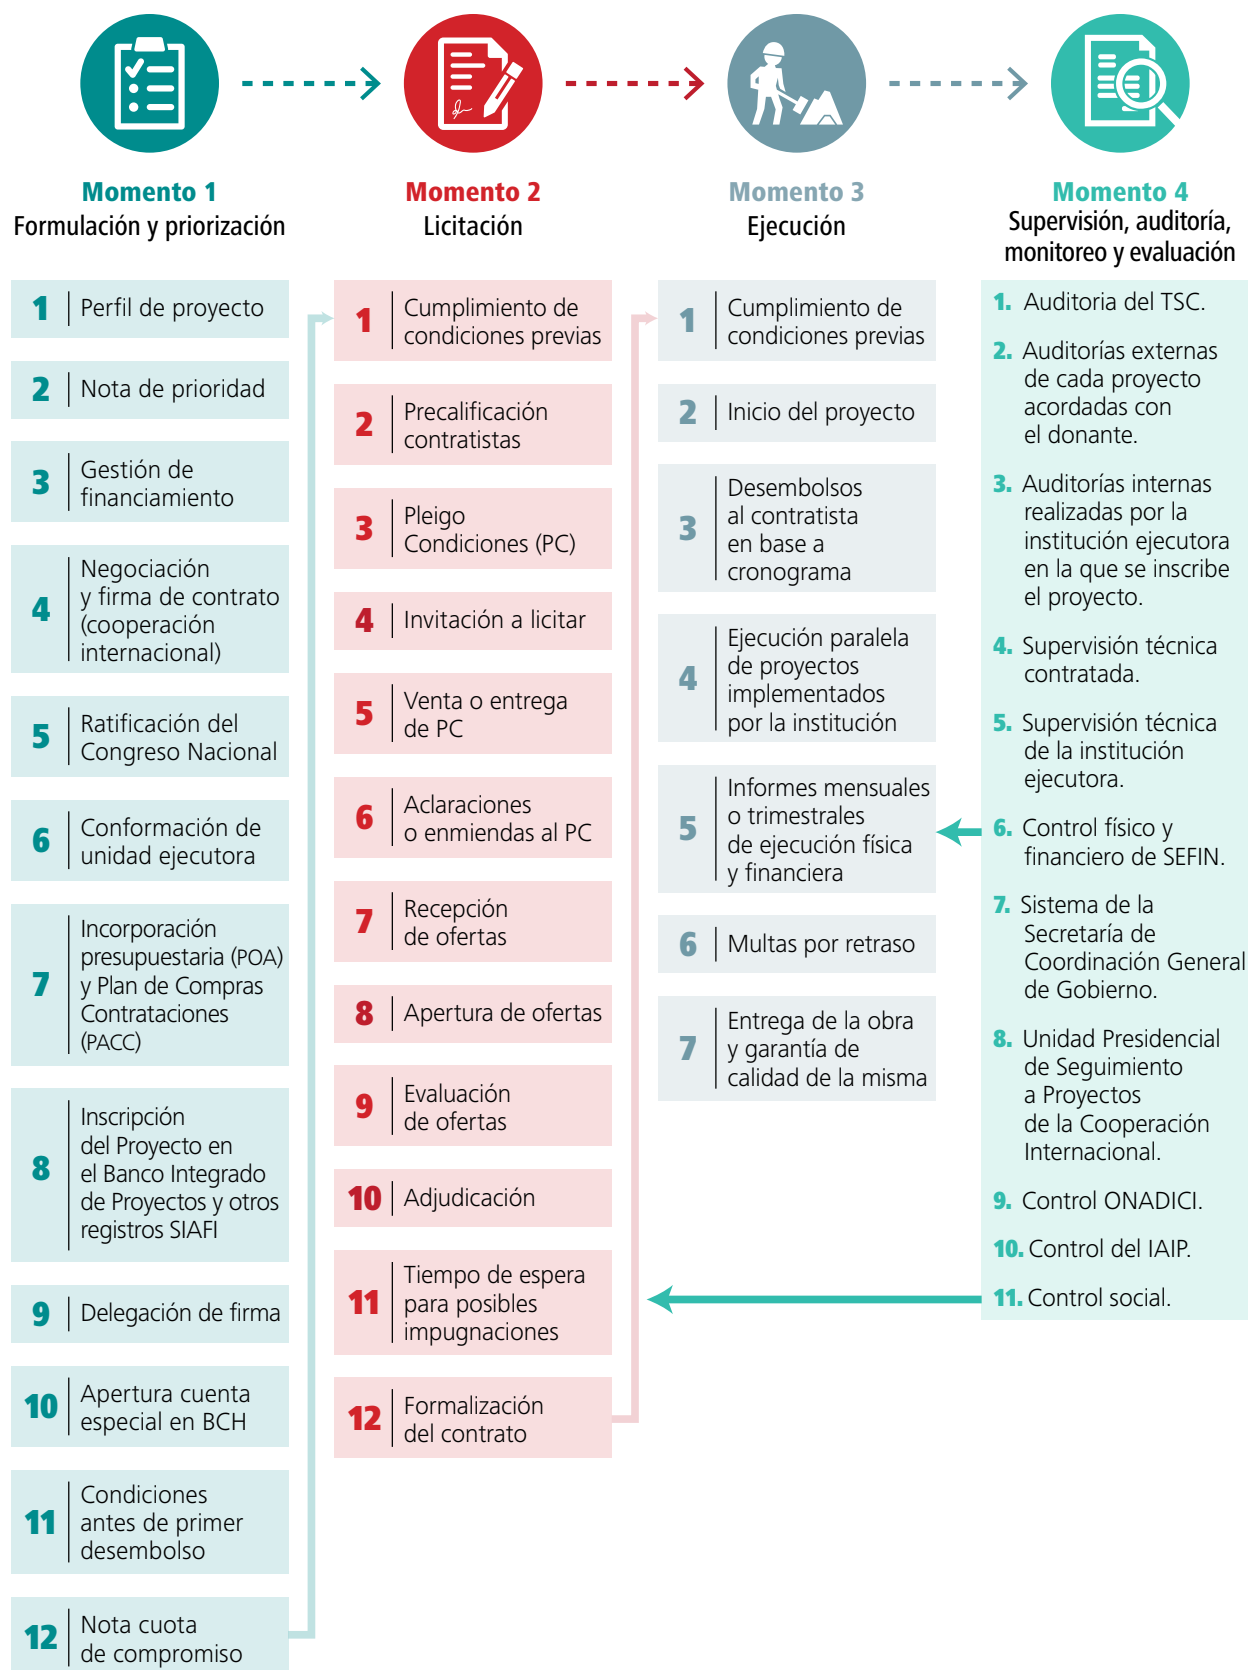 Momento 1
Formulación y priorización
1
Perfil de proyecto
2
Nota de prioridad
3
Gestión de
financiamiento
4
Negociación
y firma de contrato
(cooperación
internacional)
5
Ratificación del
Congreso Nacional
6
Conformación de
unidad ejecutora
7
Incorporación
presupuestaria (POA)
y Plan de Compras
Contrataciones
(PACC)
8
Inscripción
del Proyecto en
el Banco Integrado
de Proyectos y otros
registros SIAFI
9
Delegación de firma
10
Apertura cuenta
especial en BCH
11
Condiciones
antes de primer
desembolso
12
Nota cuota
de compromiso
Momento 2
Licitación
1
Cumplimiento de
condiciones previas
2
Precalificación
contratistas
3
Pleigo
Condiciones (PC)
4
Invitación a licitar
5
Venta o entrega
de PC
6
Aclaraciones
o enmiendas al PC
7
Recepción
de ofertas
8
Apertura de ofertas
9
Evaluación
de ofertas
10
Adjudicación
11
Tiempo de espera
para posibles
impugnaciones
12
Formalización
del contrato
Momento 3
Ejecución
1
Cumplimiento de
condiciones previas
2
Inicio del proyecto
3
Desembolsos
al contratista
en base a
cronograma
4
Ejecución paralela
de proyectos
implementados
por la institución
5
Informes mensuales
o trimestrales
de ejecución física
y financiera
6
Multas por retraso
7
Entrega de la obra
y garantía de
calidad de la misma
Momento 4
Supervisión, auditoría,
monitoreo y evaluación
1. Auditoria del TSC.
2. Auditorías externas
de cada proyecto
acordadas con
el donante.
3. Auditorías internas
realizadas por la
institución ejecutora
en la que se inscribe
el proyecto.
4. Supervisión técnica
contratada.
5. Supervisión técnica
de la institución
ejecutora.
6. Control físico y
financiero de SEFIN.
7. Sistema de la
Secretaría de
Coordinación General
de Gobierno.
8. Unidad Presidencial
de Seguimiento
a Proyectos
de la Cooperación
Internacional.
9. Control ONADICI.
10. Control del IAIP.
11. Control social.